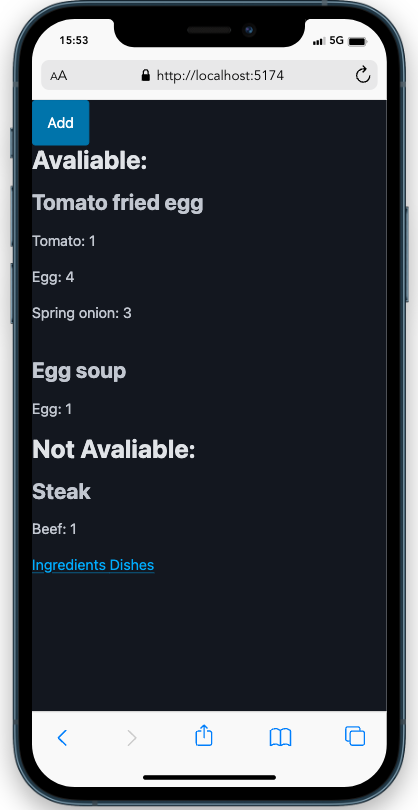 15:53 5G
AA http://localhost:5174
Add
Avaliable:
Tomato fried egg
Tomato: 1
Egg: 4
Spring onion: 3
Egg soup
Egg: 1
Not Avaliable:
Steak
Beef: 1
Ingredients Dishes